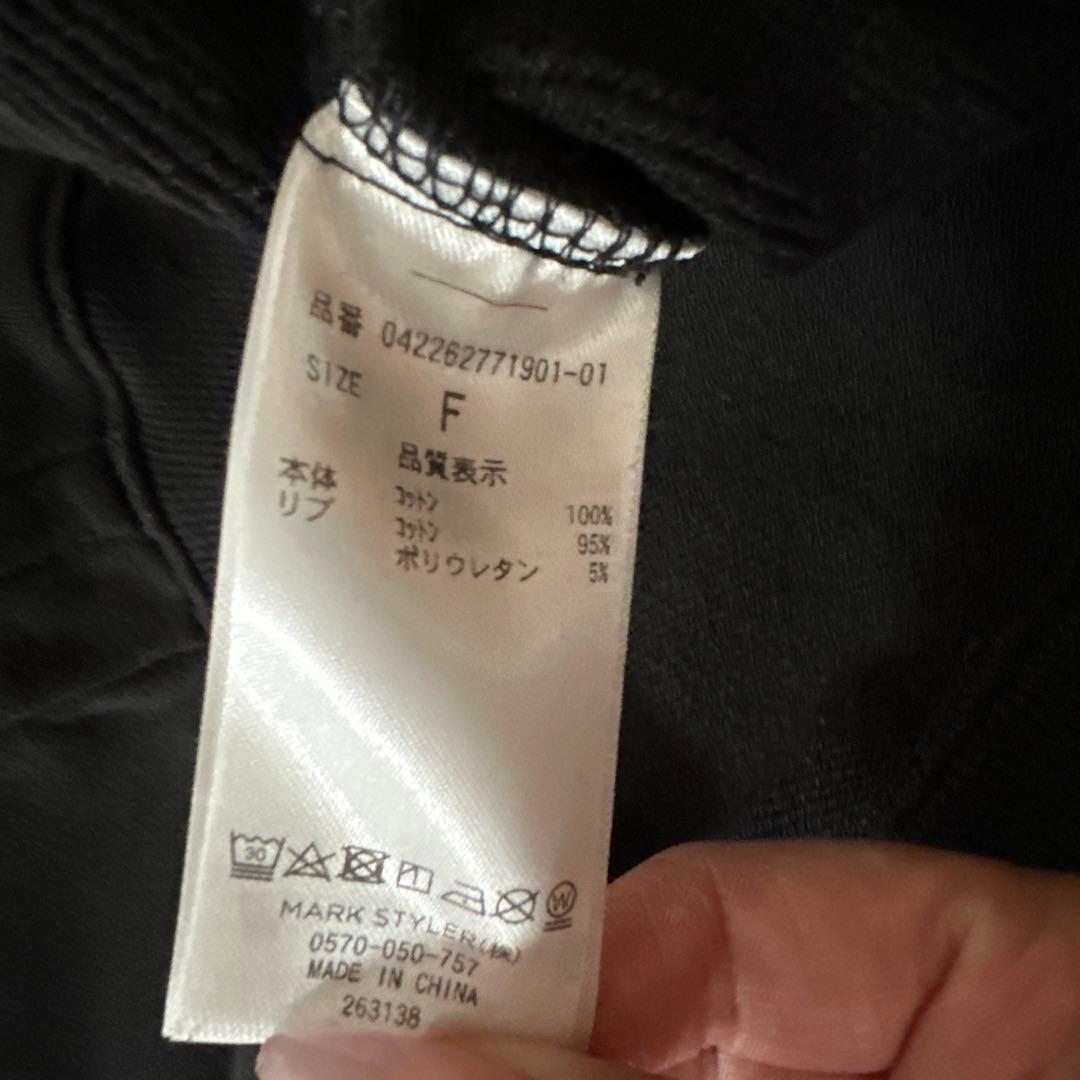 品番 042262771901-01
SIZE F
品質表示
本体 コットン 100%
リブ コットン 95%
ポリウレタン 5%
30
W
MARK STYLER(株)
0570-050-757
MADE IN CHINA
263138